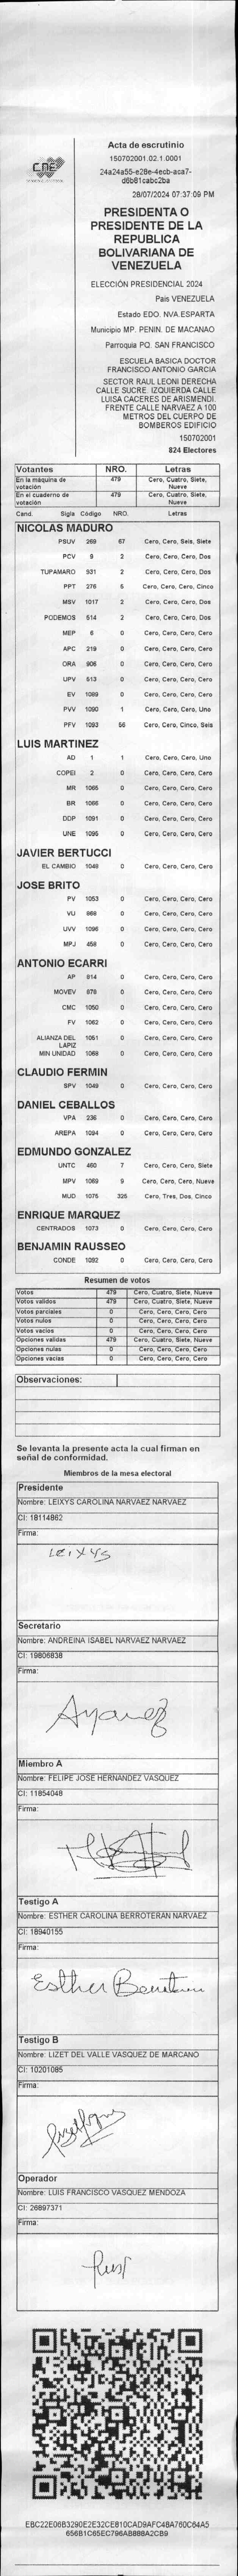 CNE
Acta de escrutinio
150702001.02.1.0001
24a24a55-e28e-4ecb-aca7-
d6b81cabc2ba
28/07/2024 07:37:09 PM
PRESIDENTA O
PRESIDENTE DE LA
REPUBLICA
BOLIVARIANA DE
VENEZUELA
ELECCIÓN PRESIDENCIAL 2024
Pais VENEZUELA
Estado EDO. NVA.ESPARTA
Municipio MP. PENIN. DE MACANAO
Parroquia PQ. SAN FRANCISCO
ESCUELA BASICA DOCTOR
FRANCISCO ANTONIO GARCIA
SECTOR RAUL LEONI DERECHA
CALLE SUCRE. IZQUIERDA CALLE
LUISA CACERES DE ARISMENDI.
FRENTE CALLE NARVAEZ A 100
METROS DEL CUERPO DE
BOMBEROS EDIFICIO
150702001
824 Electores
Votantes NRO. Letras
En la máquina de votación 479 Cero, Cuatro, Siete, Nueve
En el cuaderno de votación 479 Cero, Cuatro, Siete, Nueve
Cand. Sigla Código NRO. Letras
NICOLAS MADURO
PSUV 269 67 Cero, Cero, Seis, Siete
PCV 9 2 Cero, Cero, Cero, Dos
TUPAMARO 531 2 Cero, Cero, Cero, Dos
PPT 276 5 Cero, Cero, Cero, Cinco
MSV 1017 2 Cero, Cero, Cero, Dos
PODEMOS 514 2 Cero, Cero, Cero, Dos
MEP 6 0 Cero, Cero, Cero, Cero
APC 219 0 Cero, Cero, Cero, Cero
ORA 906 0 Cero, Cero, Cero, Cero
UPV 513 0 Cero, Cero, Cero, Cero
EV 1089 0 Cero, Cero, Cero, Cero
PVV 1090 1 Cero, Cero, Cero, Uno
PFV 1093 56 Cero, Cero, Cinco, Seis
LUIS MARTINEZ
AD 1 1 Cero, Cero, Cero, Uno
COPEI 2 0 Cero, Cero, Cero, Cero
MR 1065 0 Cero, Cero, Cero, Cero
BR 1066 0 Cero, Cero, Cero, Cero
DDP 1091 0 Cero, Cero, Cero, Cero
UNE 1095 0 Cero, Cero, Cero, Cero
JAVIER BERTUCCI
EL CAMBIO 1048 0 Cero, Cero, Cero, Cero
JOSE BRITO
PV 1053 0 Cero, Cero, Cero, Cero
VU 868 0 Cero, Cero, Cero, Cero
UVV 1096 0 Cero, Cero, Cero, Cero
MPJ 458 0 Cero, Cero, Cero, Cero
ANTONIO ECARRI
AP 814 0 Cero, Cero, Cero, Cero
MOVEV 878 0 Cero, Cero, Cero, Cero
CMC 1050 0 Cero, Cero, Cero, Cero
FV 1062 0 Cero, Cero, Cero, Cero
ALIANZA DEL LAPIZ 1051 0 Cero, Cero, Cero, Cero
MIN UNIDAD 1068 0 Cero, Cero, Cero, Cero
CLAUDIO FERMIN
SPV 1049 0 Cero, Cero, Cero, Cero
DANIEL CEBALLOS
VPA 236 0 Cero, Cero, Cero, Cero
AREPA 1094 0 Cero, Cero, Cero, Cero
EDMUNDO GONZALEZ
UNTC 460 7 Cero, Cero, Cero, Siete
MPV 1069 9 Cero, Cero, Cero, Nueve
MUD 1075 325 Cero, Tres, Dos, Cinco
ENRIQUE MARQUEZ
CENTRADOS 1073 0 Cero, Cero, Cero, Cero
BENJAMIN RAUSSEO
CONDE 1092 0 Cero, Cero, Cero, Cero
Resumen de votos
Votos 479 Cero, Cuatro, Siete, Nueve
Votos validos 479 Cero, Cuatro, Siete, Nueve
Votos parciales 0 Cero, Cero, Cero, Cero
Votos nulos 0 Cero, Cero, Cero, Cero
Votos vacios 0 Cero, Cero, Cero, Cero
Opciones validas 479 Cero, Cuatro, Siete, Nueve
Opciones nulas 0 Cero, Cero, Cero, Cero
Opciones vacias 0 Cero, Cero, Cero, Cero
Observaciones:
Se levanta la presente acta la cual firman en
señal de conformidad.
Miembros de la mesa electoral
Presidente
Nombre: LEIXYS CAROLINA NARVAEZ NARVAEZ
CI: 18114862
Firma:
LEIXYS
Secretario
Nombre: ANDREINA ISABEL NARVAEZ NARVAEZ
CI: 19806838
Firma:
Miembro A
Nombre: FELIPE JOSE HERNANDEZ VASQUEZ
CI: 11854048
Firma:
Testigo A
Nombre: ESTHER CAROLINA BERROTERAN NARVAEZ
CI: 18940155
Firma:
Esther
Testigo B
Nombre: LIZET DEL VALLE VASQUEZ DE MARCANO
CI: 10201085
Firma:
Operador
Nombre: LUIS FRANCISCO VASQUEZ MENDOZA
CI: 26897371
Firma:
EBC22E06B3290E2E32CE810CAD9AFC48A760C64A5
656B1C65EC796AB888A2CB9